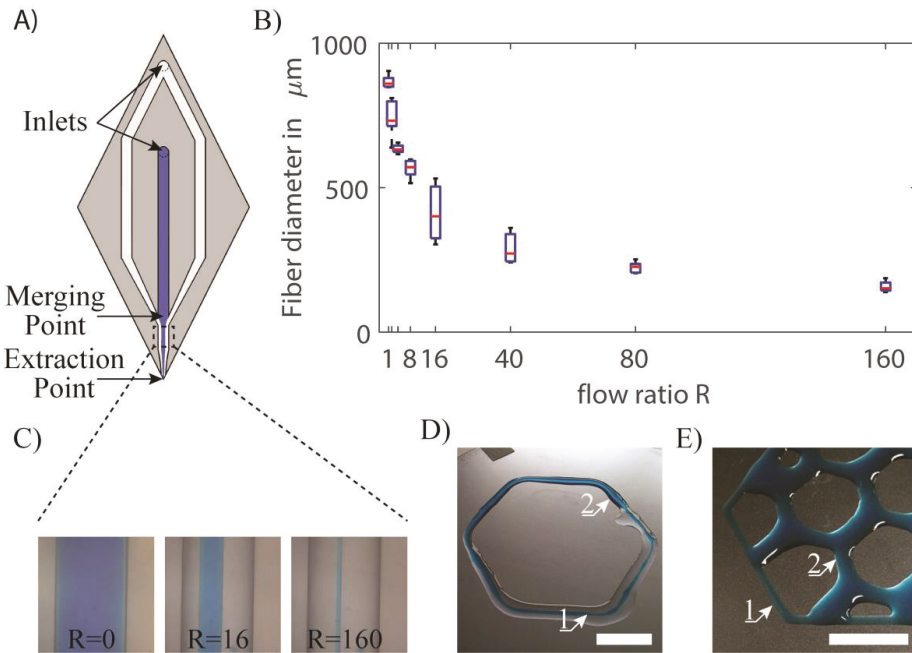 A)
Inlets
Merging
Point
Extraction
Point
B)
Fiber diameter in μm
1000
500
0
1 8 16 40 80 160
flow ratio R
C)
R=0 R=16 R=160
D)
2
1
E)
2
1